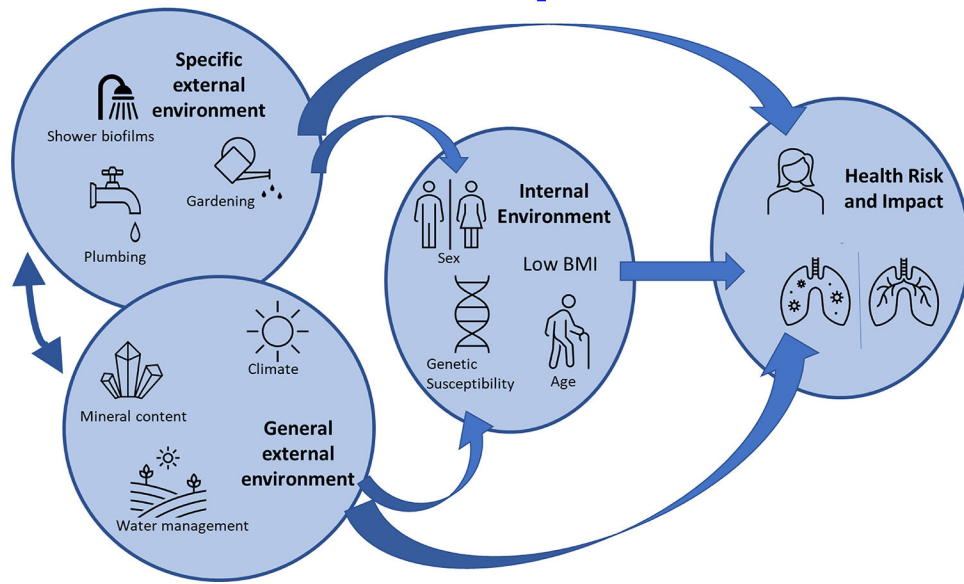 Specific
external
environment
Shower biofilms
Gardening
Plumbing
Internal
Environment
Sex
Low BMI
Genetic
Susceptibility
Age
Health Risk
and Impact
Climate
Mineral content
General
external
environment
Water management